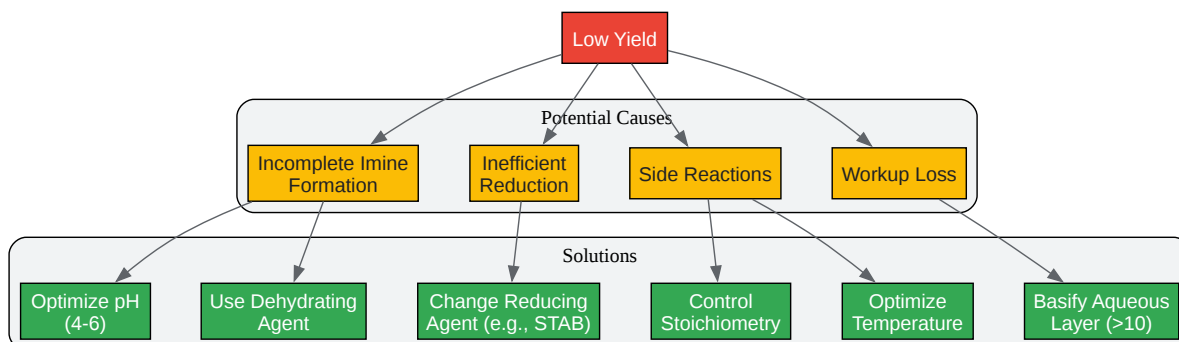 Low Yield
Potential Causes
Incomplete Imine
Formation
Inefficient
Reduction
Side Reactions
Workup Loss
Solutions
Optimize pH
(4-6)
Use Dehydrating
Agent
Change Reducing
Agent (e.g., STAB)
Control
Stoichiometry
Optimize
Temperature
Basify Aqueous
Layer (>10)